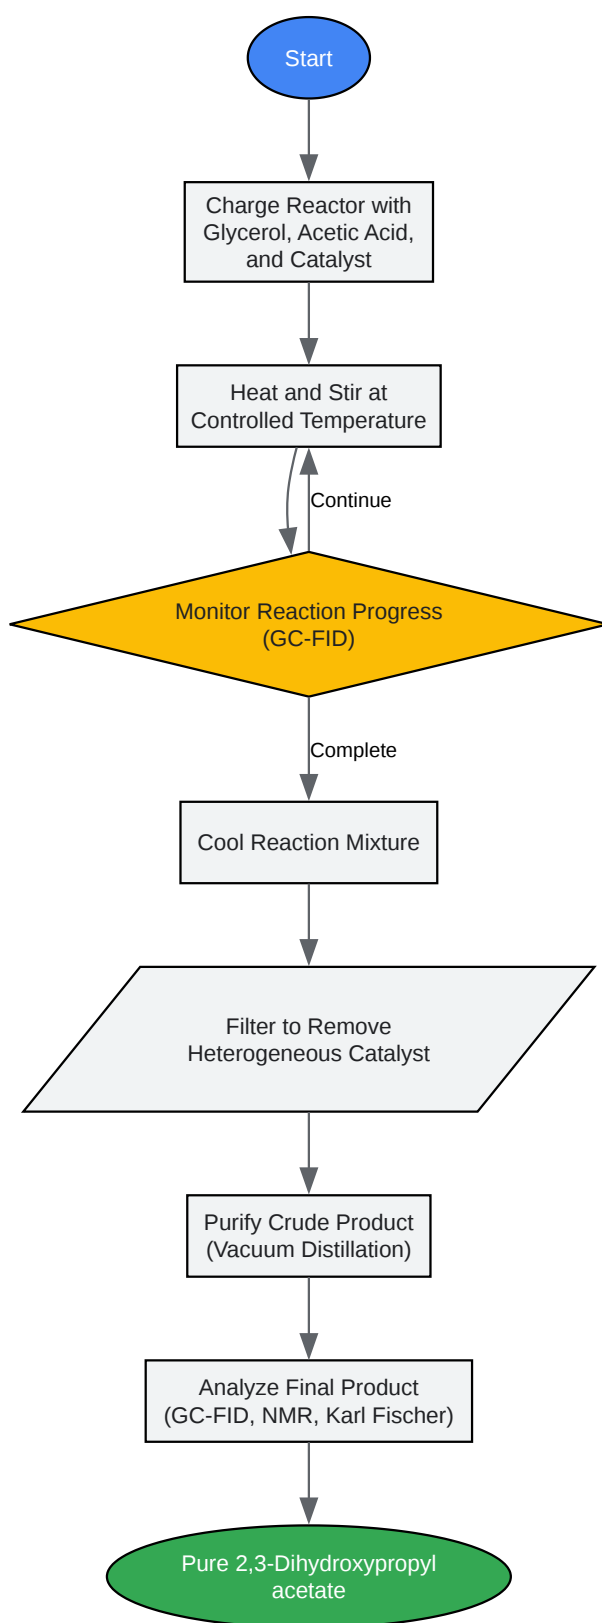 Start
Charge Reactor with
Glycerol, Acetic Acid,
and Catalyst
Heat and Stir at
Controlled Temperature
Continue
Monitor Reaction Progress
(GC-FID)
Complete
Cool Reaction Mixture
Filter to Remove
Heterogeneous Catalyst
Purify Crude Product
(Vacuum Distillation)
Analyze Final Product
(GC-FID, NMR, Karl Fischer)
Pure 2,3-Dihydroxypropyl
acetate